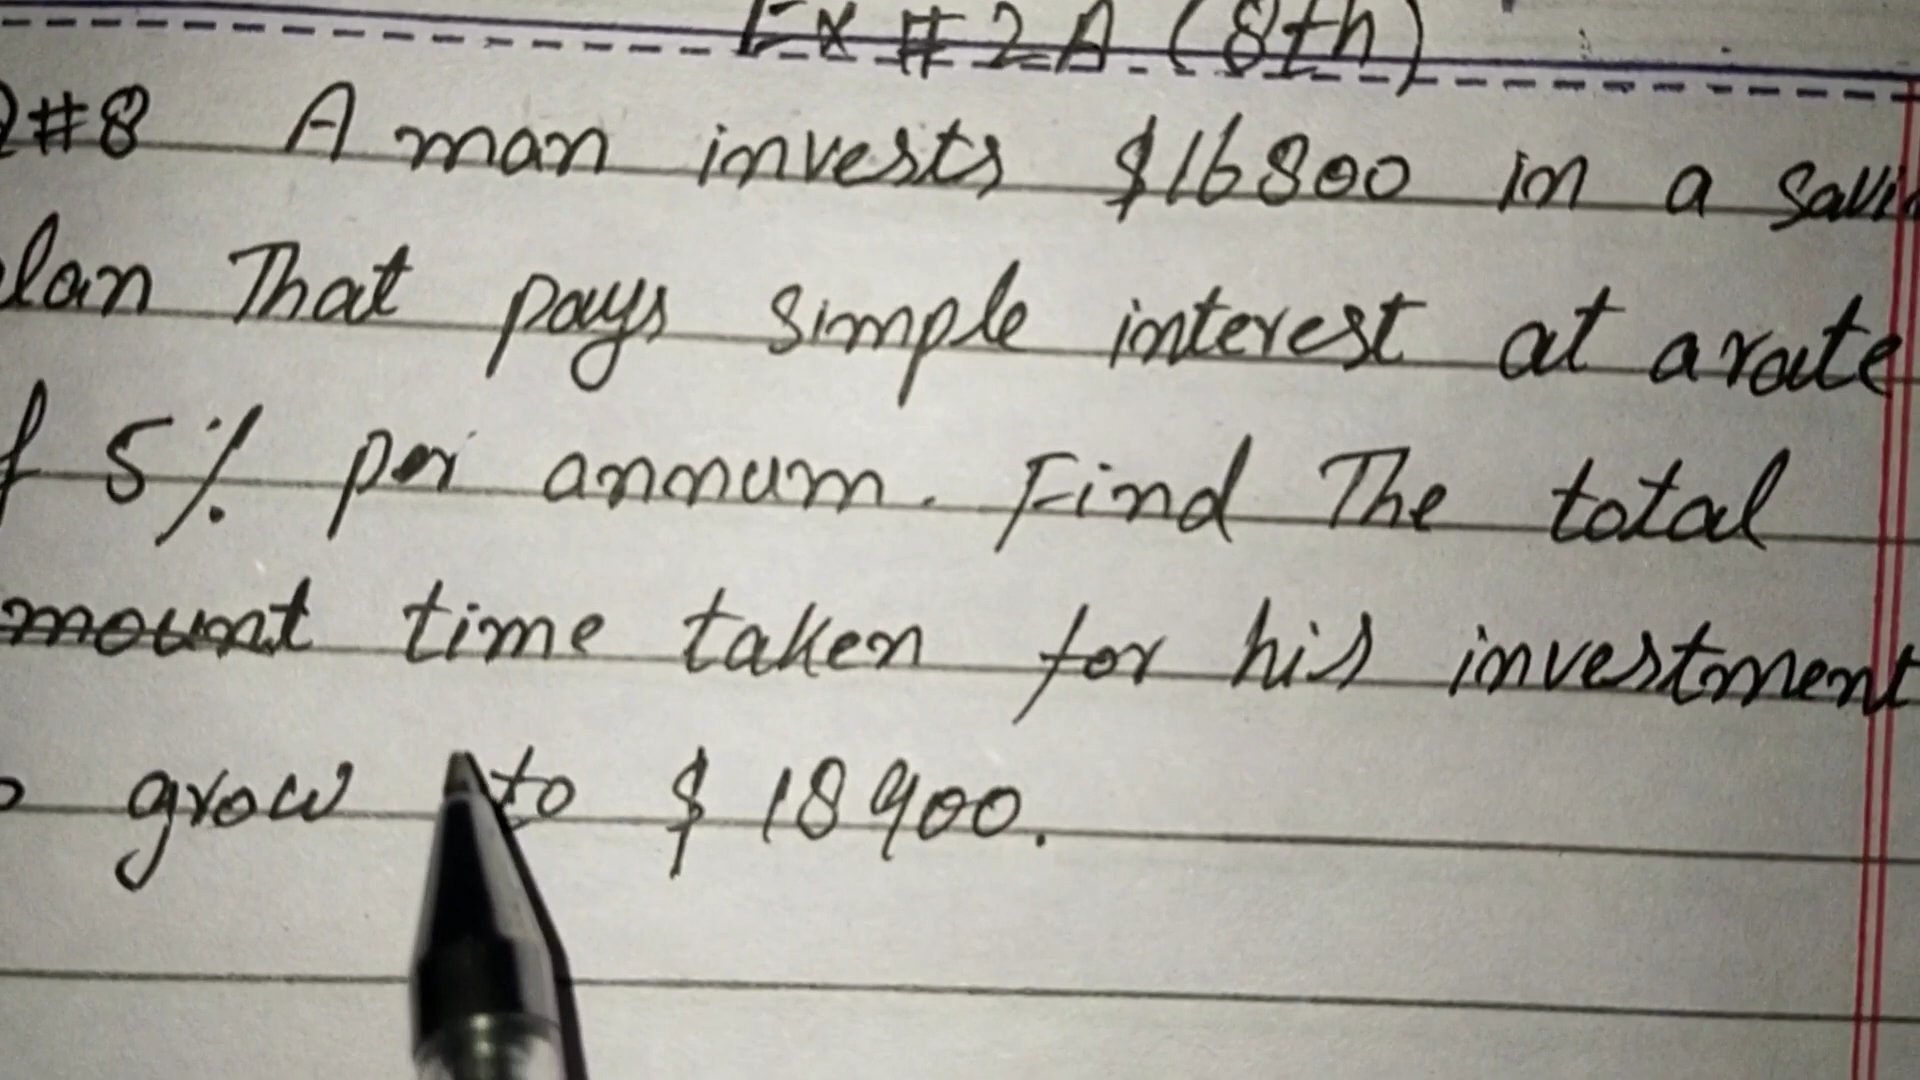 Ex # 2A (8th)
Q#8 A man invests $16800 in a
lan That pays simple interest at a rate
f 5% per annum. Find The total
mount time taken for his investment
o grow to $ 18900.